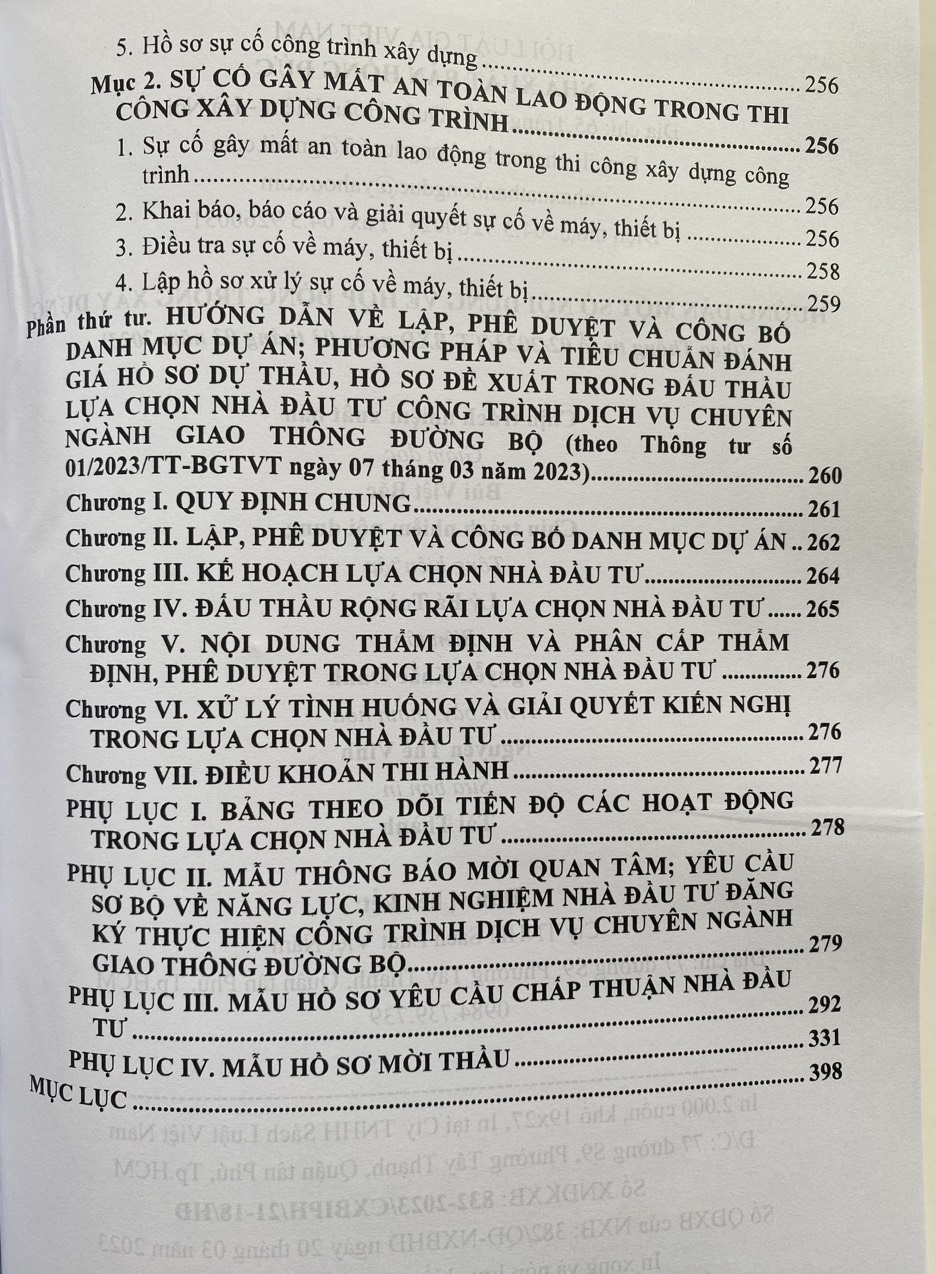 5. Hồ sơ sự cố công trình xây dựng ........ 256
Mục 2. SỰ CỐ GÂY MẤT AN TOÀN LAO ĐỘNG TRONG THI
CÔNG XÂY DỰNG CÔNG TRÌNH ........ 256
1. Sự cố gây mất an toàn lao động trong thi công xây dựng công
trình ........ 256
2. Khai báo, báo cáo và giải quyết sự cố về máy, thiết bị ........ 256
3. Điều tra sự cố về máy, thiết bị ........ 258
4. Lập hồ sơ xử lý sự cố về máy, thiết bị ........ 259
Phần thứ tư. HƯỚNG DẪN VỀ LẬP, PHÊ DUYỆT VÀ CÔNG BỐ
DANH MỤC DỰ ÁN; PHƯƠNG PHÁP VÀ TIÊU CHUẨN ĐÁNH
GIÁ HỒ SƠ DỰ THẦU, HỒ SƠ ĐỀ XUẤT TRONG ĐẤU THẦU
LỰA CHỌN NHÀ ĐẦU TƯ CÔNG TRÌNH DỊCH VỤ CHUYÊN
NGÀNH GIAO THÔNG ĐƯỜNG BỘ (theo Thông tư số
01/2023/TT-BGTVT ngày 07 tháng 03 năm 2023) ........ 260
Chương I. QUY ĐỊNH CHUNG ........ 261
Chương II. LẬP, PHÊ DUYỆT VÀ CÔNG BỐ DANH MỤC DỰ ÁN .. 262
Chương III. KẾ HOẠCH LỰA CHỌN NHÀ ĐẦU TƯ ........ 264
Chương IV. ĐẤU THẦU RỘNG RÃI LỰA CHỌN NHÀ ĐẦU TƯ ...... 265
Chương V. NỘI DUNG THẨM ĐỊNH VÀ PHÂN CẤP THẨM
ĐỊNH, PHÊ DUYỆT TRONG LỰA CHỌN NHÀ ĐẦU TƯ ........ 276
Chương VI. XỬ LÝ TÌNH HUỐNG VÀ GIẢI QUYẾT KIẾN NGHỊ
TRONG LỰA CHỌN NHÀ ĐẦU TƯ ........ 276
Chương VII. ĐIỀU KHOẢN THI HÀNH ........ 277
PHỤ LỤC I. BẢNG THEO DÕI TIẾN ĐỘ CÁC HOẠT ĐỘNG
TRONG LỰA CHỌN NHÀ ĐẦU TƯ ........ 278
PHỤ LỤC II. MẪU THÔNG BÁO MỜI QUAN TÂM; YÊU CẦU
SƠ BỘ VỀ NĂNG LỰC, KINH NGHIỆM NHÀ ĐẦU TƯ ĐĂNG
KÝ THỰC HIỆN CÔNG TRÌNH DỊCH VỤ CHUYÊN NGÀNH
GIAO THÔNG ĐƯỜNG BỘ ........ 279
PHỤ LỤC III. MẪU HỒ SƠ YÊU CẦU CHẤP THUẬN NHÀ ĐẦU
TƯ ........ 292
PHỤ LỤC IV. MẪU HỒ SƠ MỜI THẦU ........ 331
MỤC LỤC ........ 398